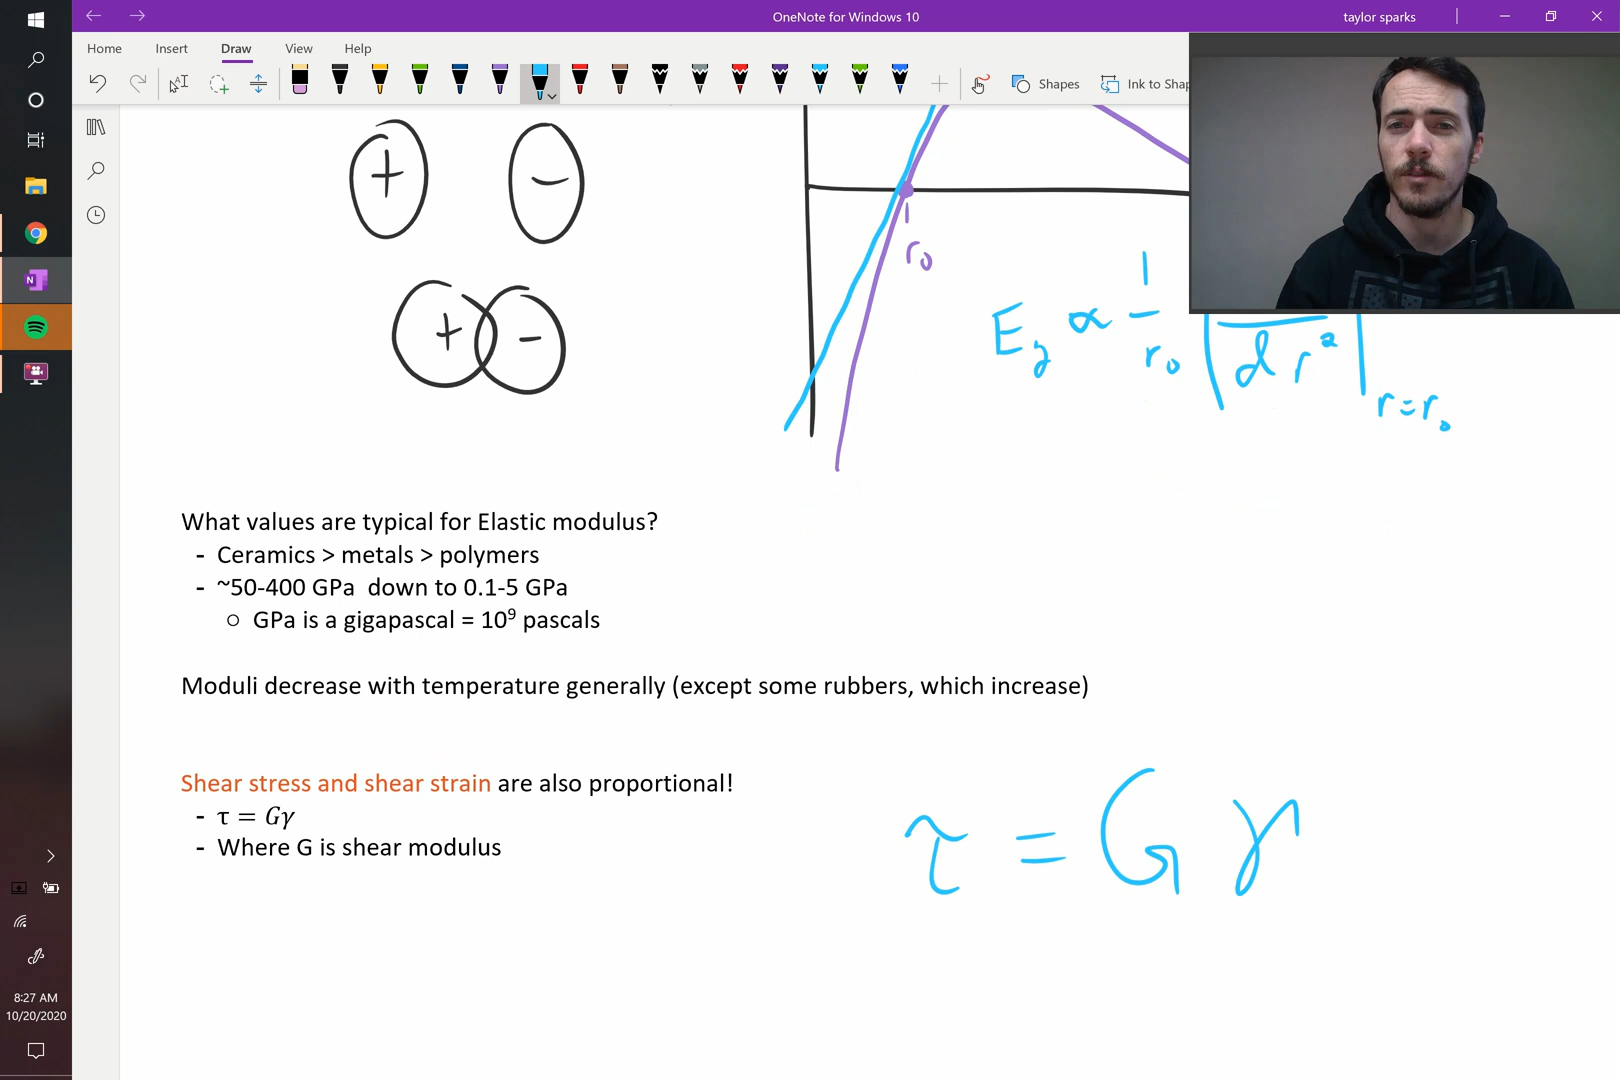 OneNote for Windows 10
taylor sparks
Home Insert Draw View Help
Shapes Ink to Shap
+ −
+ −
r₀
E_y ∝ 1/r₀ dr² r=r₀
What values are typical for Elastic modulus?
- Ceramics > metals > polymers
- ~50-400 GPa down to 0.1-5 GPa
○ GPa is a gigapascal = 10⁹ pascals
Moduli decrease with temperature generally (except some rubbers, which increase)
Shear stress and shear strain are also proportional!
- τ = Gγ
- Where G is shear modulus
τ = G γ
8:27 AM
10/20/2020